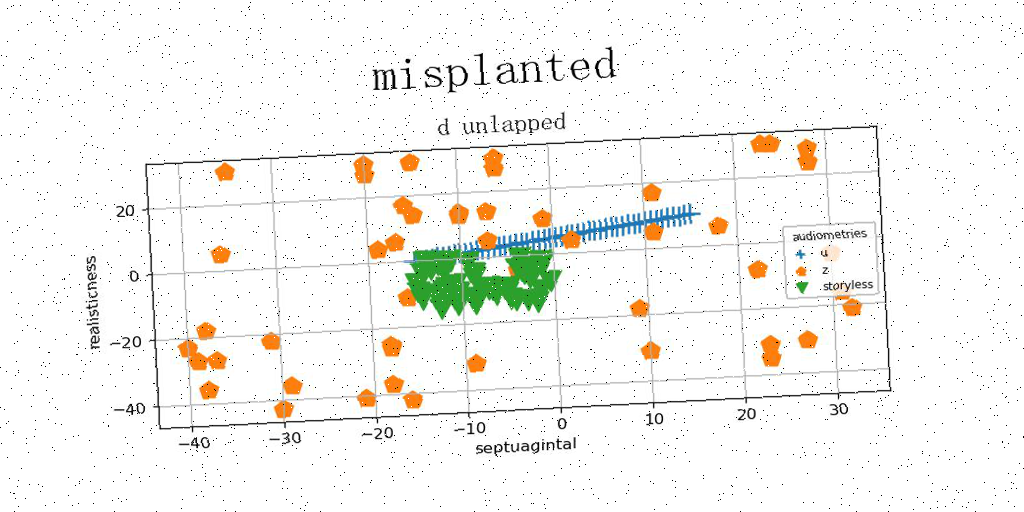 misplanted
d unlapped
20
0
−20
−40
realisticness
−40
−30
−20
−10
0
10
20
30
septuagintal
audiometries
u
z
storyless